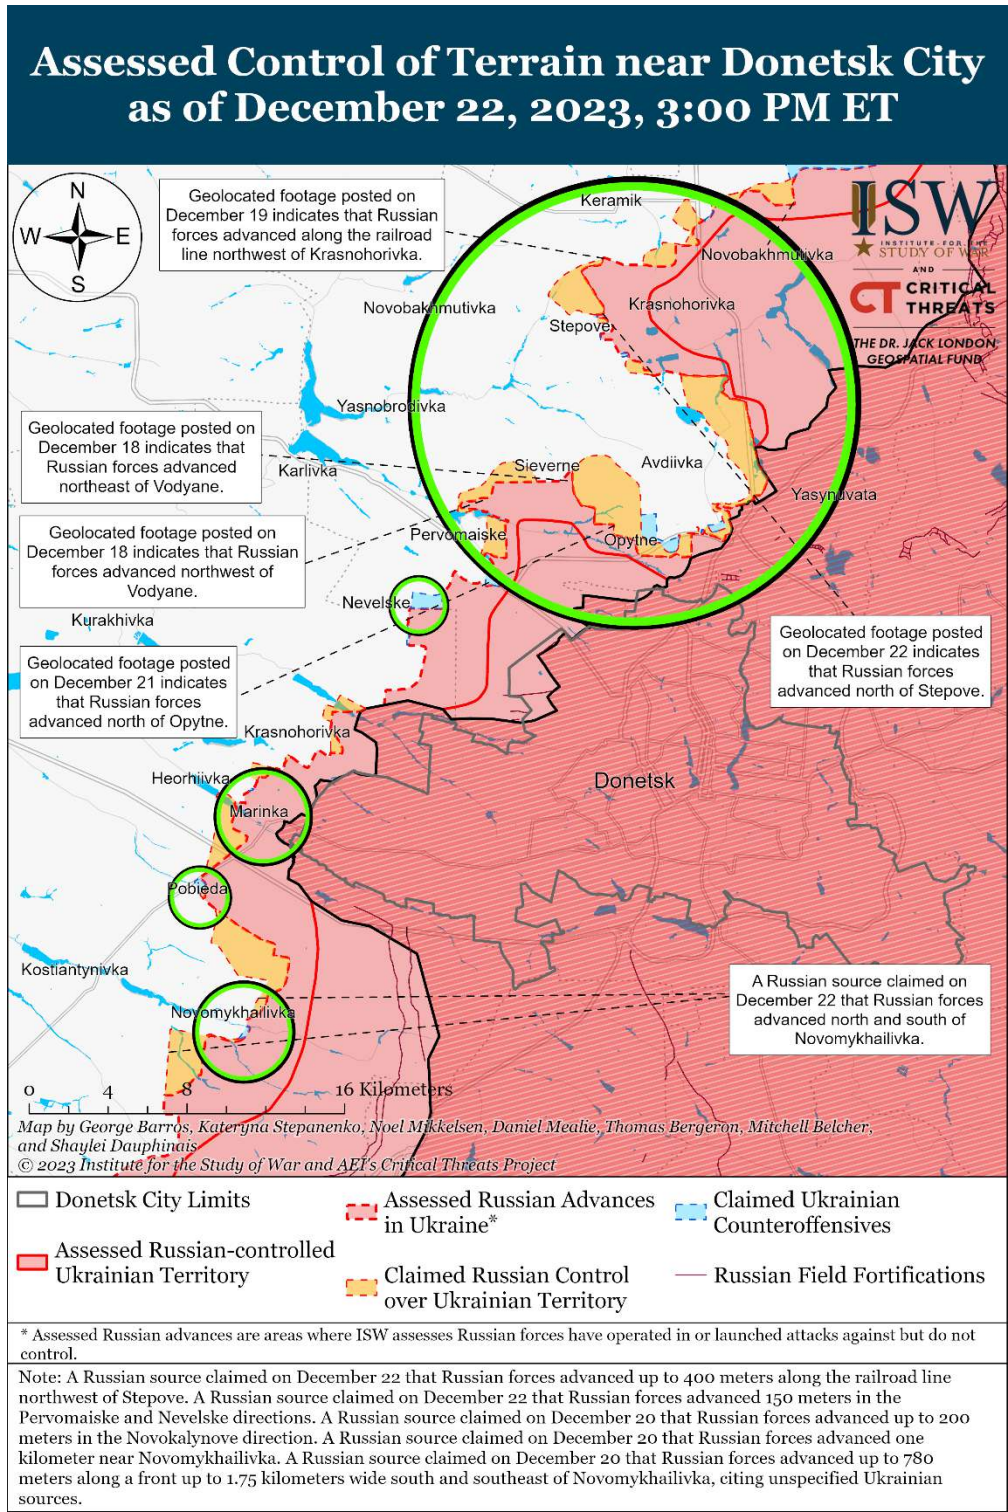 Assessed Control of Terrain near Donetsk City
as of December 22, 2023, 3:00 PM ET
N
W
E
S
Geolocated footage posted on
December 19 indicates that Russian
forces advanced along the railroad
line northwest of Krasnohorivka.
Keramik
ISW
INSTITUTE FOR THE
STUDY OF WAR
AND
CT CRITICAL
THREATS
THE DR. JACK LONDON
GEOSPATIAL FUND
Novobakhmutivka
Novobakhmutivka
Krasnohorivka
Stepove
Yasnobrodivka
Geolocated footage posted on
December 18 indicates that
Russian forces advanced
northeast of Vodyane.
Karlivka
Sieverne
Avdiivka
Yasynuvata
Geolocated footage posted on
December 18 indicates that Russian
forces advanced northwest of
Vodyane.
Pervomaiske
Opytne
Nevelske
Kurakhivka
Geolocated footage posted
on December 22 indicates
that Russian forces
advanced north of Stepove.
Geolocated footage posted
on December 21 indicates
that Russian forces
advanced north of Opytne.
Krasnohorivka
Heorhiivka
Donetsk
Marinka
Pobieda
Kostiantynivka
A Russian source claimed on
December 22 that Russian forces
advanced north and south of
Novomykhailivka.
Novomykhailivka
0 4 8 16 Kilometers
Map by George Barros, Kateryna Stepanenko, Noel Mikkelsen, Daniel Mealie, Thomas Bergeron, Mitchell Belcher,
and Shaylei Dauphinais
© 2023 Institute for the Study of War and AEI's Critical Threats Project
Donetsk City Limits
Assessed Russian-controlled
Ukrainian Territory
Assessed Russian Advances
in Ukraine*
Claimed Russian Control
over Ukrainian Territory
Claimed Ukrainian
Counteroffensives
Russian Field Fortifications
* Assessed Russian advances are areas where ISW assesses Russian forces have operated in or launched attacks against but do not
control.
Note: A Russian source claimed on December 22 that Russian forces advanced up to 400 meters along the railroad line
northwest of Stepove. A Russian source claimed on December 22 that Russian forces advanced 150 meters in the
Pervomaiske and Nevelske directions. A Russian source claimed on December 20 that Russian forces advanced up to 200
meters in the Novokalynove direction. A Russian source claimed on December 20 that Russian forces advanced one
kilometer near Novomykhailivka. A Russian source claimed on December 20 that Russian forces advanced up to 780
meters along a front up to 1.75 kilometers wide south and southeast of Novomykhailivka, citing unspecified Ukrainian
sources.